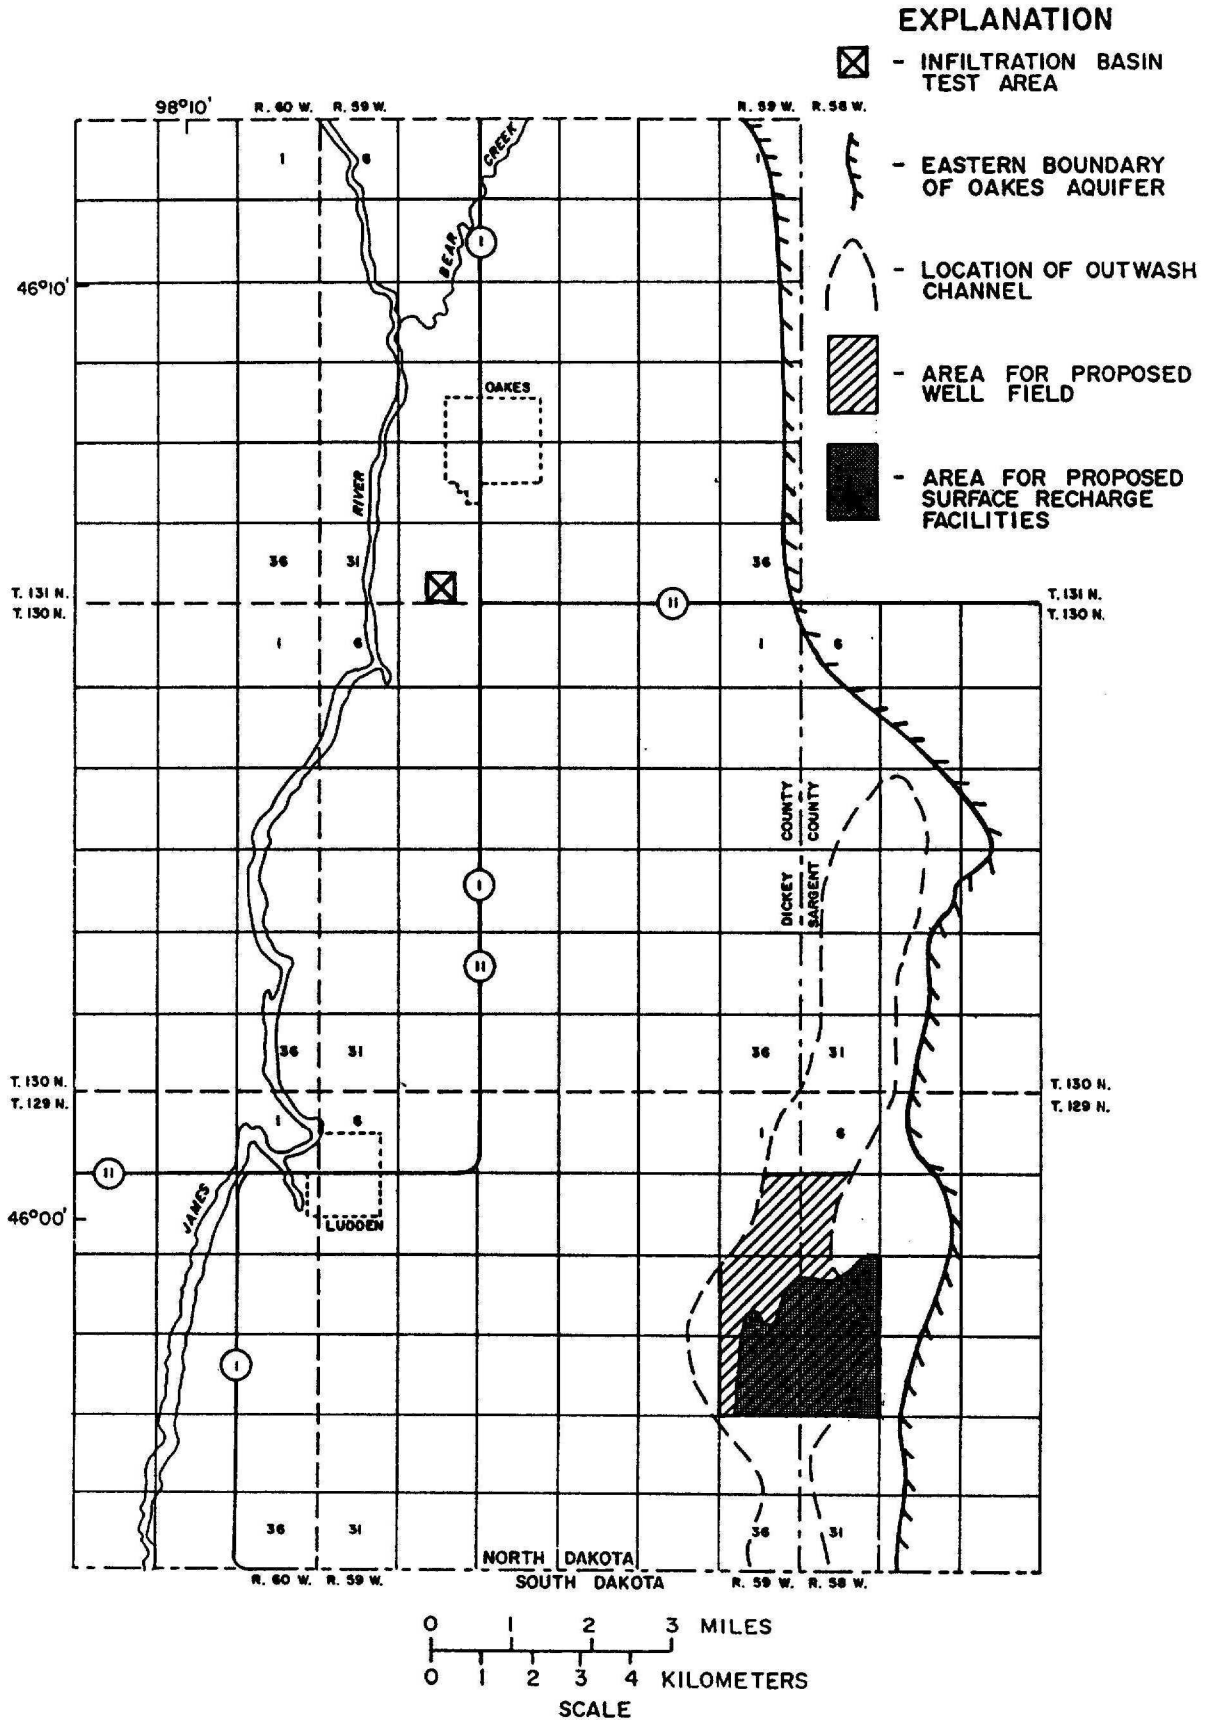 EXPLANATION
- INFILTRATION BASIN
TEST AREA
98°10'
R. 60 W.
R. 59 W.
R. 59 W.
R. 58 W.
- EASTERN BOUNDARY
OF OAKES AQUIFER
1
6
CREEK
1
BEAR
1
46°10'
- LOCATION OF OUTWASH
CHANNEL
- AREA FOR PROPOSED
WELL FIELD
OAKES
RIVER
- AREA FOR PROPOSED
SURFACE RECHARGE
FACILITIES
36
31
36
T. 131 N.
T. 130 N.
11
T. 131 N.
T. 130 N.
1
6
1
6
DICKEY COUNTY
SARGENT COUNTY
1
11
36
31
36
31
T. 130 N.
T. 129 N.
T. 130 N.
T. 129 N.
1
6
1
6
11
JAMES
46°00'
LUDDEN
1
36
31
36
31
NORTH DAKOTA
SOUTH DAKOTA
R. 60 W.
R. 59 W.
R. 59 W.
R. 58 W.
0 1 2 3 MILES
0 1 2 3 4 KILOMETERS
SCALE